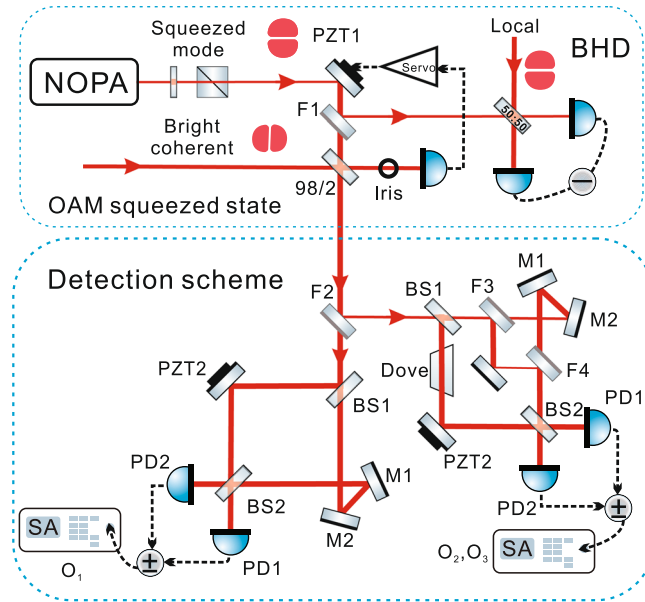 Squeezed
mode
PZT1
Local
BHD
NOPA
Servo
F1
50:50
Bright
coherent
98/2
Iris
OAM squeezed state
Detection scheme
F2
BS1
F3
M1
M2
PZT2
Dove
F4
BS1
BS2
PD1
PZT2
PD2
M1
BS2
M2
PD2
±
SA
SA
±
PD1
O₁
O₂,O₃
−